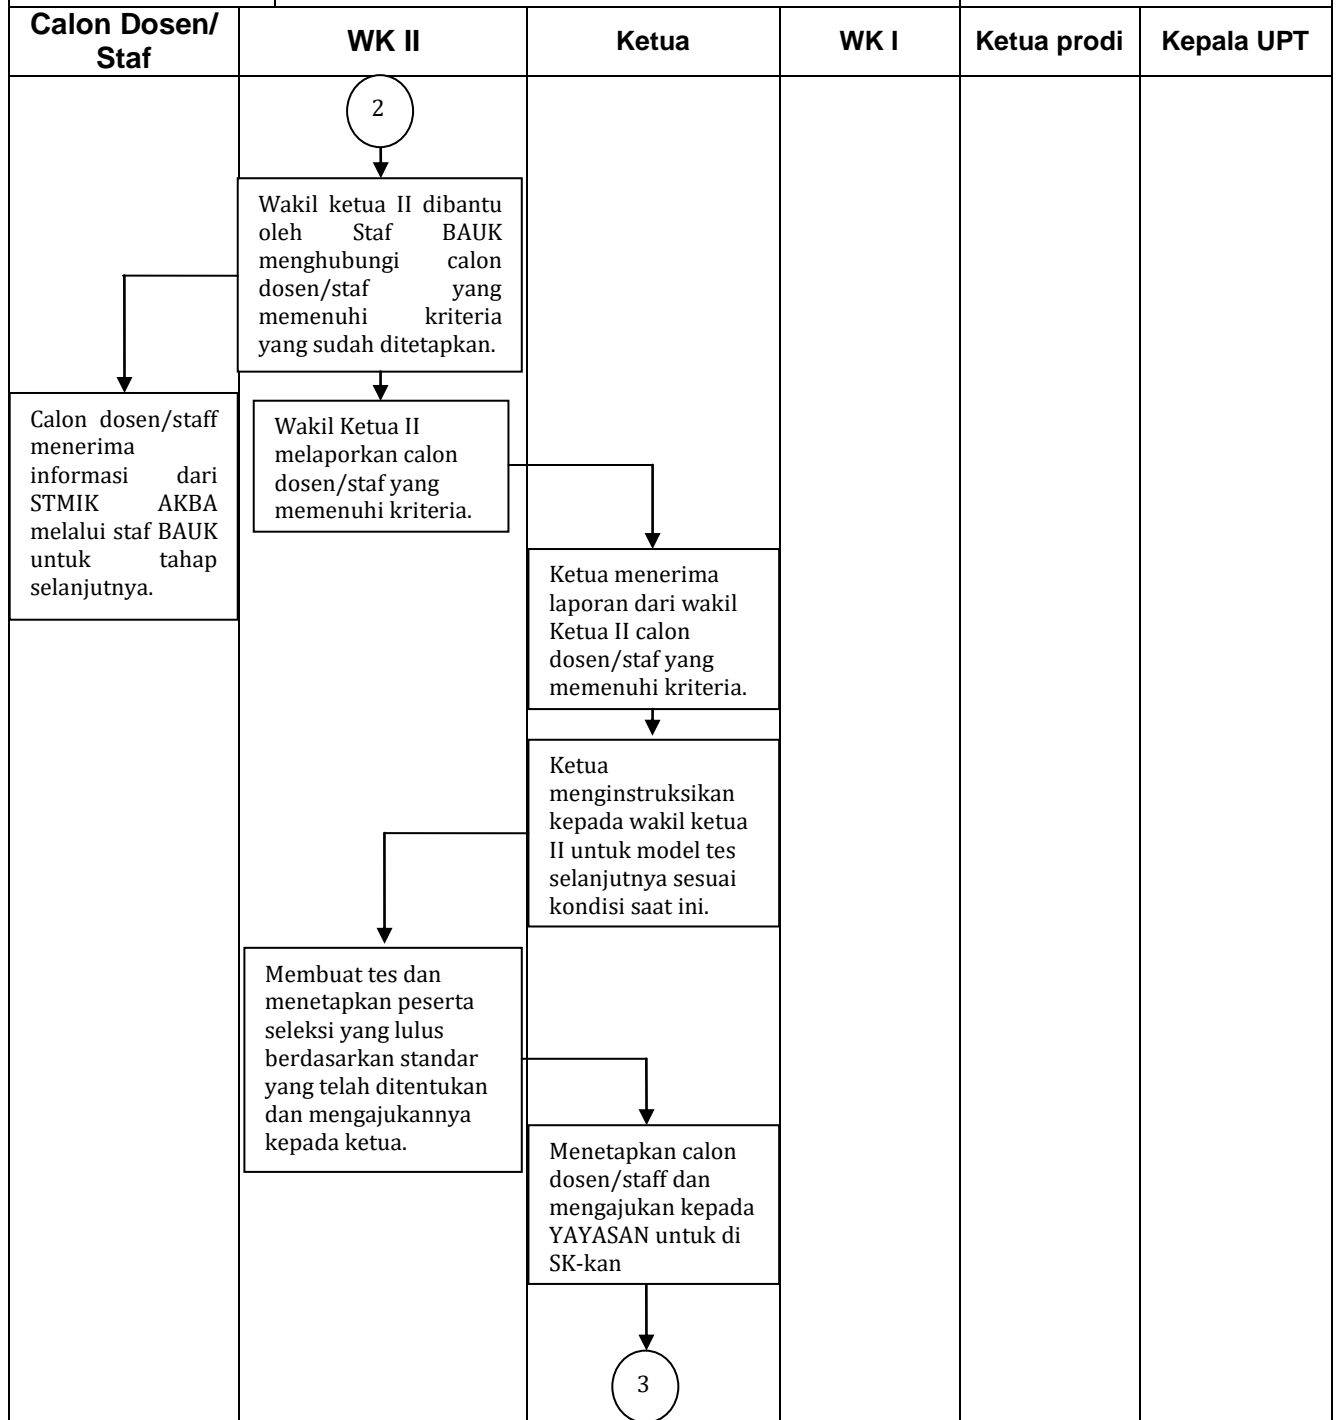 Calon Dosen/
Staf
WK II
Ketua
WK I
Ketua prodi
Kepala UPT
2
Wakil ketua II dibantu
oleh Staf BAUK
menghubungi calon
dosen/staf yang
memenuhi kriteria
yang sudah ditetapkan.
Calon dosen/staff
menerima
informasi dari
STMIK AKBA
melalui staf BAUK
untuk tahap
selanjutnya.
Wakil Ketua II
melaporkan calon
dosen/staf yang
memenuhi kriteria.
Ketua menerima
laporan dari wakil
Ketua II calon
dosen/staf yang
memenuhi kriteria.
Ketua
menginstruksikan
kepada wakil ketua
II untuk model tes
selanjutnya sesuai
kondisi saat ini.
Membuat tes dan
menetapkan peserta
seleksi yang lulus
berdasarkan standar
yang telah ditentukan
dan mengajukannya
kepada ketua.
Menetapkan calon
dosen/staff dan
mengajukan kepada
YAYASAN untuk di
SK-kan
3